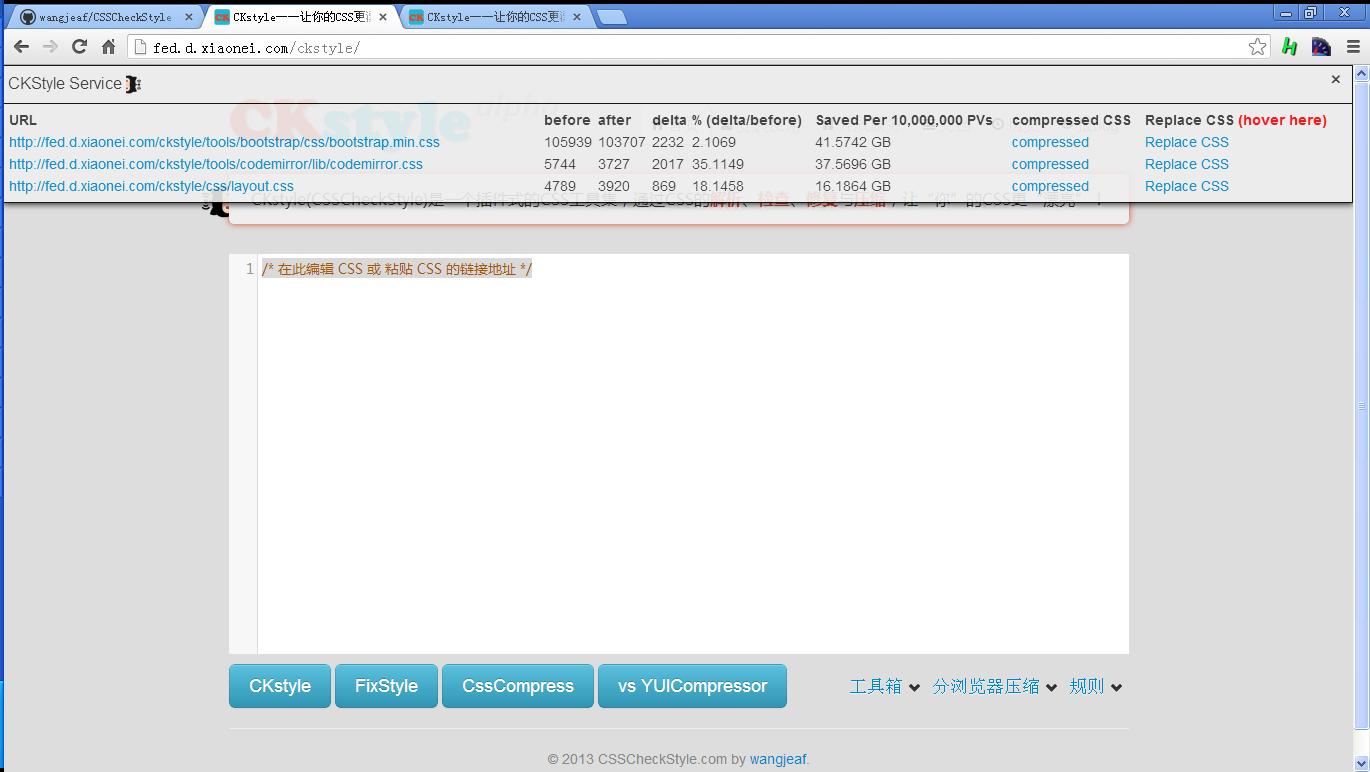 wangjeaf/CSSCheckStyle
CKstyle——让你的CSS更
CKstyle——让你的CSS更
fed.d.xiaonei.com/ckstyle/
CKStyle Service
CKstyle alpha
URL before after delta % (delta/before) Saved Per 10,000,000 PVs compressed CSS Replace CSS (hover here)
http://fed.d.xiaonei.com/ckstyle/tools/bootstrap/css/bootstrap.min.css 105939 103707 2232 2.1069 41.5742 GB compressed Replace CSS
http://fed.d.xiaonei.com/ckstyle/tools/codemirror/lib/codemirror.css 5744 3727 2017 35.1149 37.5696 GB compressed Replace CSS
http://fed.d.xiaonei.com/ckstyle/css/layout.css 4789 3920 869 18.1458 16.1864 GB compressed Replace CSS
CKstyle(CSSCheckStyle)是一个插件式的CSS工具集，通过CSS的解析、检查、修复与压缩，让“你”的CSS更“漂亮”！
1 /* 在此编辑 CSS 或 粘贴 CSS 的链接地址 */
CKstyle FixStyle CssCompress vs YUICompressor 工具箱 分浏览器压缩 规则
© 2013 CSSCheckStyle.com by wangjeaf.